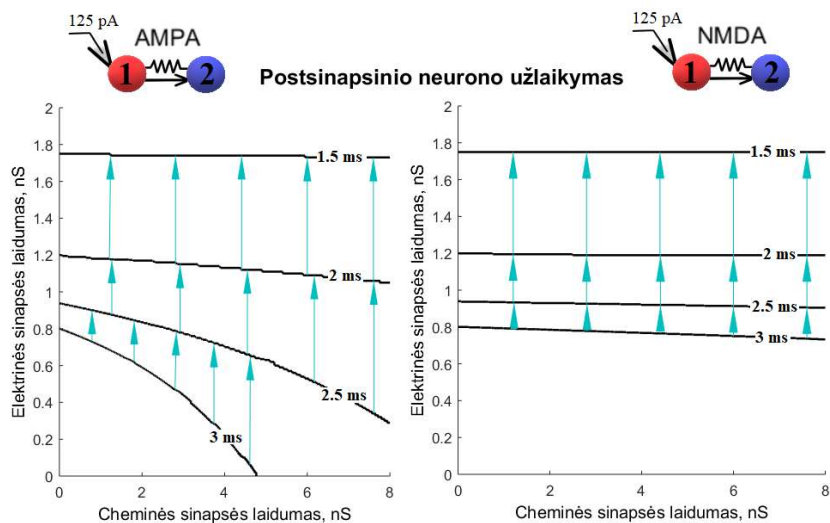 125 pA
AMPA
1
2
Postsinapsinio neurono užlaikymas
125 pA
NMDA
1
2
Elektrinės sinapsės laidumas, nS
2
1.8
1.6
1.4
1.2
1
0.8
0.6
0.4
0.2
0
1.5 ms
2 ms
2.5 ms
3 ms
0
2
4
6
8
Cheminės sinapsės laidumas, nS
Elektrinės sinapsės laidumas, nS
2
1.8
1.6
1.4
1.2
1
0.8
0.6
0.4
0.2
0
1.5 ms
2 ms
2.5 ms
3 ms
0
2
4
6
8
Cheminės sinapsės laidumas, nS